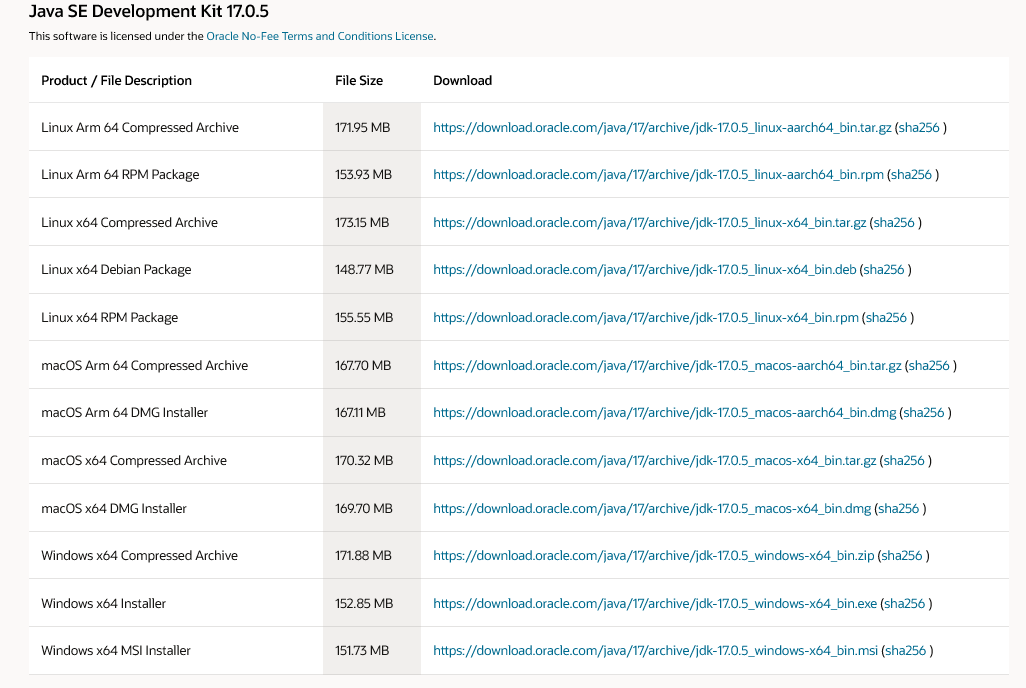 Java SE Development Kit 17.0.5
This software is licensed under the Oracle No-Fee Terms and Conditions License.
Product / File Description File Size Download
Linux Arm 64 Compressed Archive 171.95 MB https://download.oracle.com/java/17/archive/jdk-17.0.5_linux-aarch64_bin.tar.gz (sha256 )
Linux Arm 64 RPM Package 153.93 MB https://download.oracle.com/java/17/archive/jdk-17.0.5_linux-aarch64_bin.rpm (sha256 )
Linux x64 Compressed Archive 173.15 MB https://download.oracle.com/java/17/archive/jdk-17.0.5_linux-x64_bin.tar.gz (sha256 )
Linux x64 Debian Package 148.77 MB https://download.oracle.com/java/17/archive/jdk-17.0.5_linux-x64_bin.deb (sha256 )
Linux x64 RPM Package 155.55 MB https://download.oracle.com/java/17/archive/jdk-17.0.5_linux-x64_bin.rpm (sha256 )
macOS Arm 64 Compressed Archive 167.70 MB https://download.oracle.com/java/17/archive/jdk-17.0.5_macos-aarch64_bin.tar.gz (sha256 )
macOS Arm 64 DMG Installer 167.11 MB https://download.oracle.com/java/17/archive/jdk-17.0.5_macos-aarch64_bin.dmg (sha256 )
macOS x64 Compressed Archive 170.32 MB https://download.oracle.com/java/17/archive/jdk-17.0.5_macos-x64_bin.tar.gz (sha256 )
macOS x64 DMG Installer 169.70 MB https://download.oracle.com/java/17/archive/jdk-17.0.5_macos-x64_bin.dmg (sha256 )
Windows x64 Compressed Archive 171.88 MB https://download.oracle.com/java/17/archive/jdk-17.0.5_windows-x64_bin.zip (sha256 )
Windows x64 Installer 152.85 MB https://download.oracle.com/java/17/archive/jdk-17.0.5_windows-x64_bin.exe (sha256 )
Windows x64 MSI Installer 151.73 MB https://download.oracle.com/java/17/archive/jdk-17.0.5_windows-x64_bin.msi (sha256 )